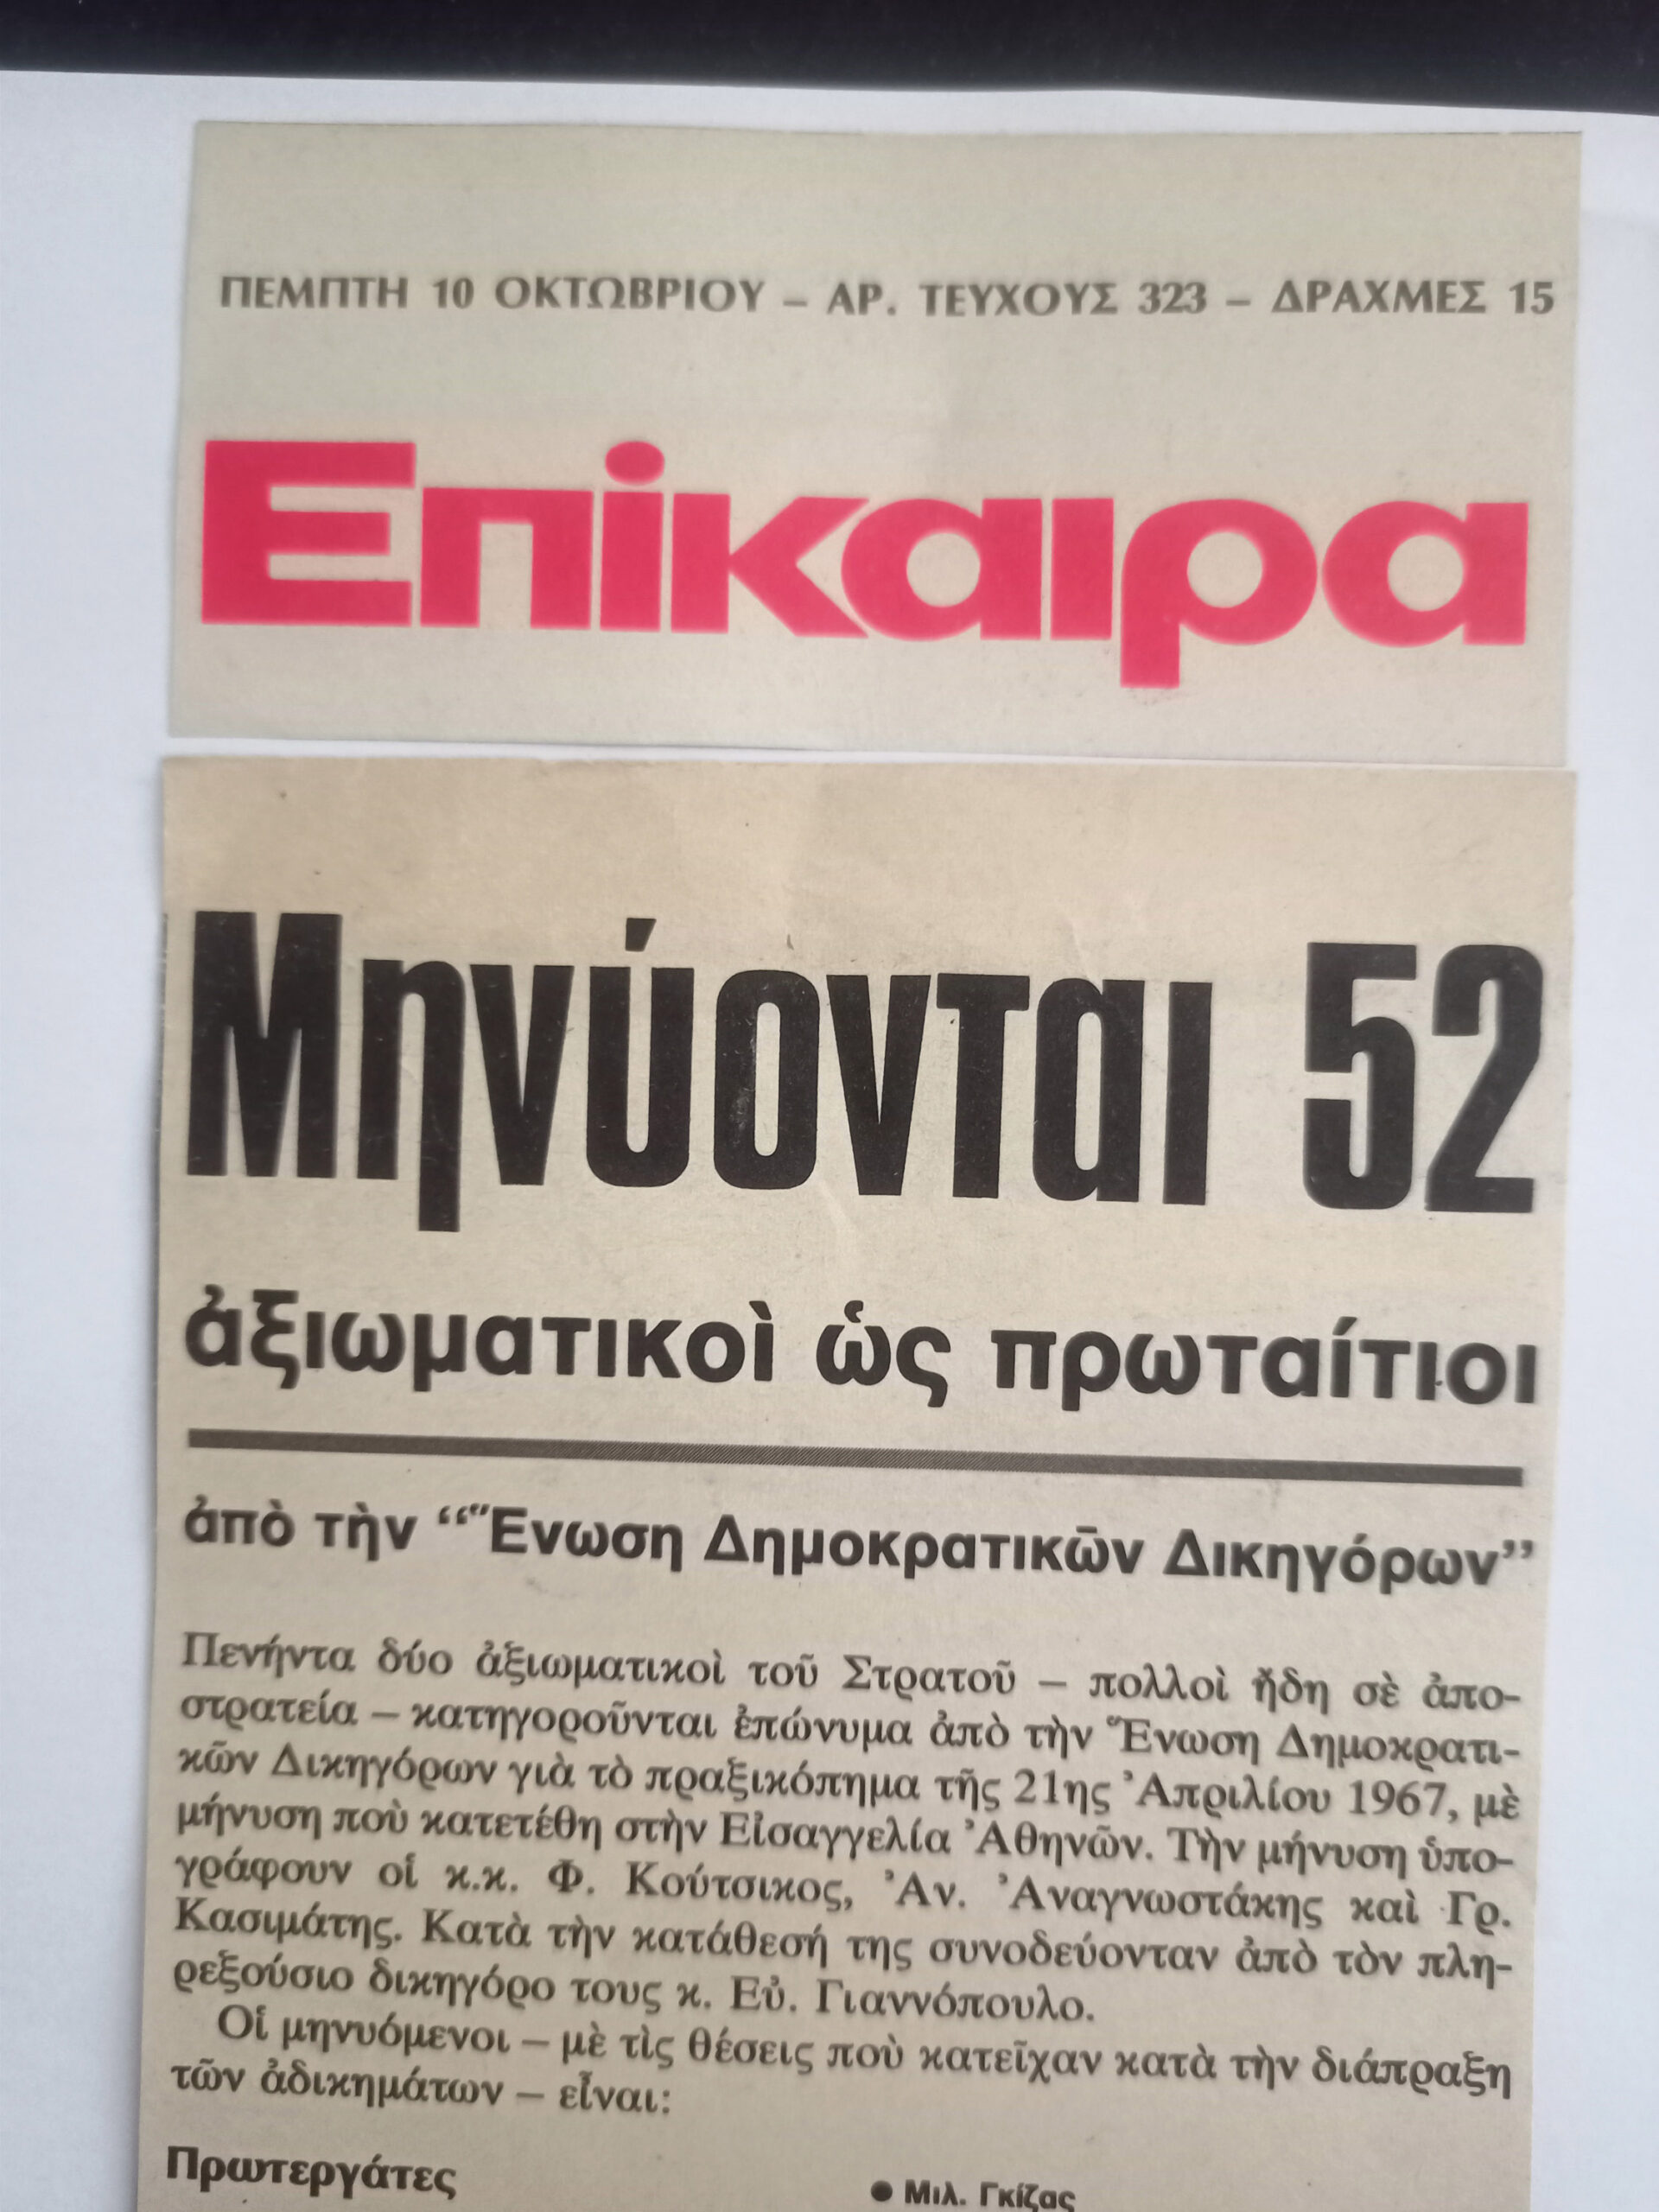 ΠΕΜΠΤΗ 10 ΟΚΤΩΒΡΙΟΥ – ΑΡ. ΤΕΥΧΟΥΣ 323 – ΔΡΑΧΜΕΣ 15
Επίκαιρα
Μηνύονται 52
ἀξιωματικοὶ ὡς πρωταίτιοι
ἀπὸ τὴν “Ἕνωση Δημοκρατικῶν Δικηγόρων”
Πενήντα δύο ἀξιωματικοὶ τοῦ Στρατοῦ – πολλοὶ ἤδη σὲ ἀπο-
στρατεία – κατηγοροῦνται ἐπώνυμα ἀπὸ τὴν Ἕνωση Δημοκρατι-
κῶν Δικηγόρων γιὰ τὸ πραξικόπημα τῆς 21ης Ἀπριλίου 1967, μὲ
μήνυση ποὺ κατετέθη στὴν Εἰσαγγελία Ἀθηνῶν. Τὴν μήνυση ὑπο-
γράφουν οἱ κ.κ. Φ. Κούτσικος, Ἀν. Ἀναγνωστάκης καὶ Γρ.
Κασιμάτης. Κατὰ τὴν κατάθεσή της συνοδεύονταν ἀπὸ τὸν πλη-
ρεξούσιο δικηγόρο τους κ. Εὐ. Γιαννόπουλο.
Οἱ μηνυόμενοι – μὲ τὶς θέσεις ποὺ κατεῖχαν κατὰ τὴν διάπραξη
τῶν ἀδικημάτων – εἶναι:
Πρωτεργάτες
● Μιλ. Γκίζας